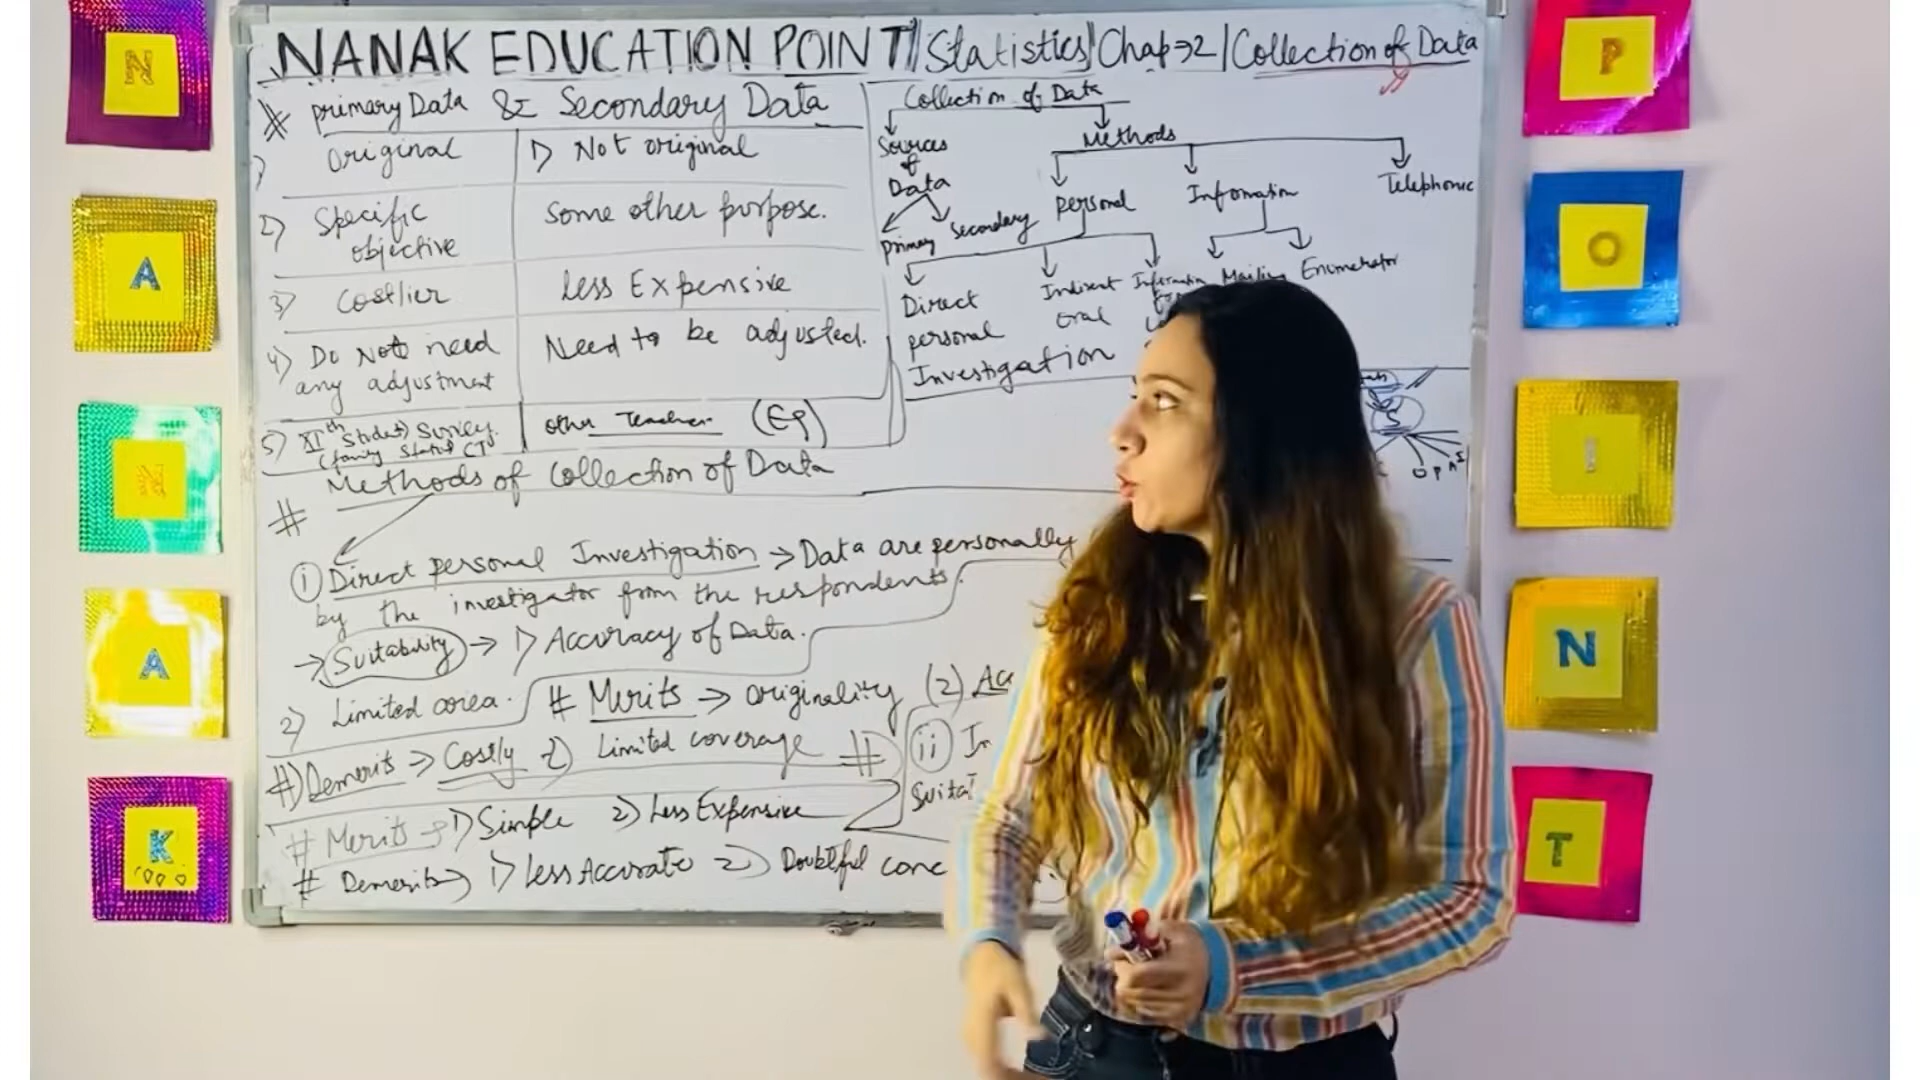 NANAK EDUCATION POINT | Statistics | Chap → 2 | Collection of Data
# primary Data & Secondary Data
1) Original
1) Not original
2) Specific objective
Some other purpose.
3) Costlier
Less Expensive
4) Do Not need
any adjustment
Need to be adjusted.
5) XIth Students Survey
(family Status)
other Teacher (Eg)
Collection of Data
Sources
of
Data
Methods
Primary
Secondary
Personal
Information
Telephonic
Direct
personal
Investigation
Indirect
Oral
Information
Mailing
Enumerator
O P
# Methods of Collection of Data
(i) Direct personal Investigation → Data are personally
by the investigator from the respondents.
→ Suitability → 1) Accuracy of Data.
2) Limited area.
# Merits → originality (2) Ac
#) Demerits → Costly 2) Limited coverage #
(ii) In
Suita
# Merits → 1) Simple 2) Less Expensive
# Demerits → 1) Less Accurate 2) Doubtful conc
N
A
N
A
K
P
O
I
N
T